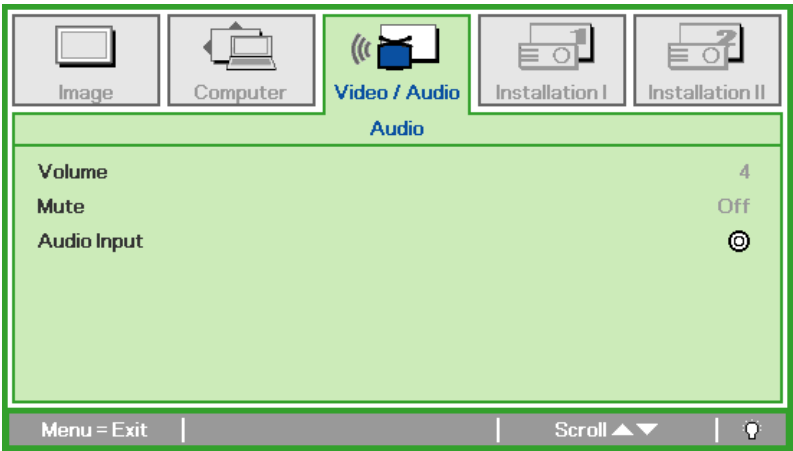 Image Computer Video / Audio Installation I Installation II
Audio
Volume 4
Mute Off
Audio Input
Menu = Exit Scroll